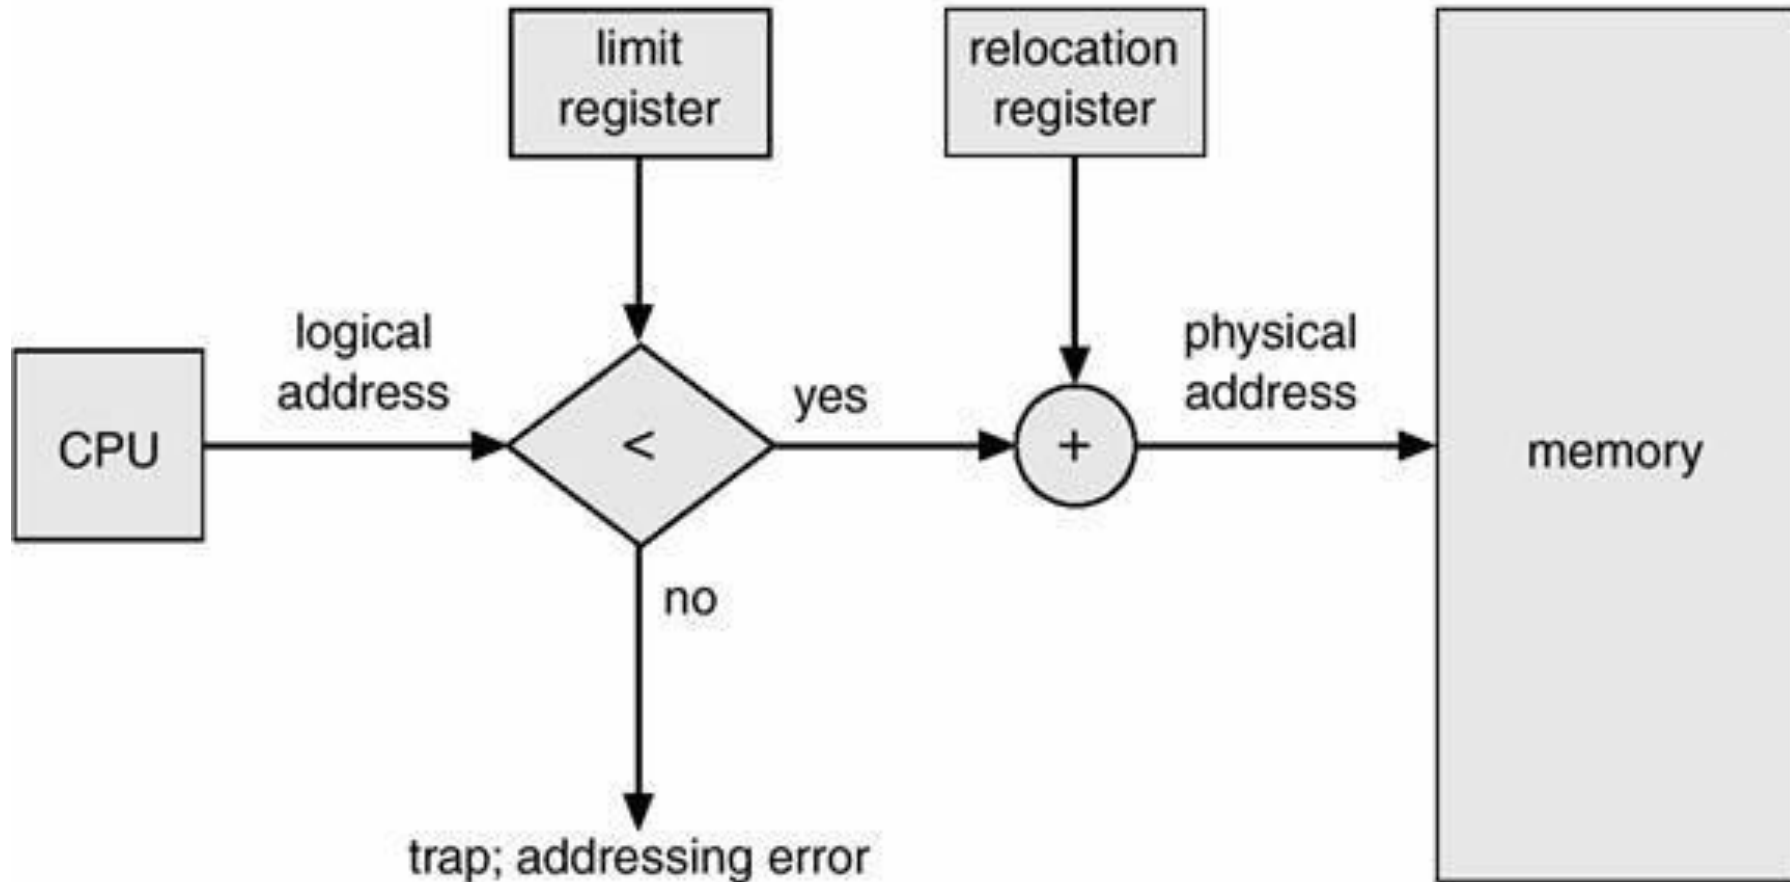 limit
register
relocation
register
logical
address
yes
physical
address
CPU
<
+
memory
no
trap; addressing error